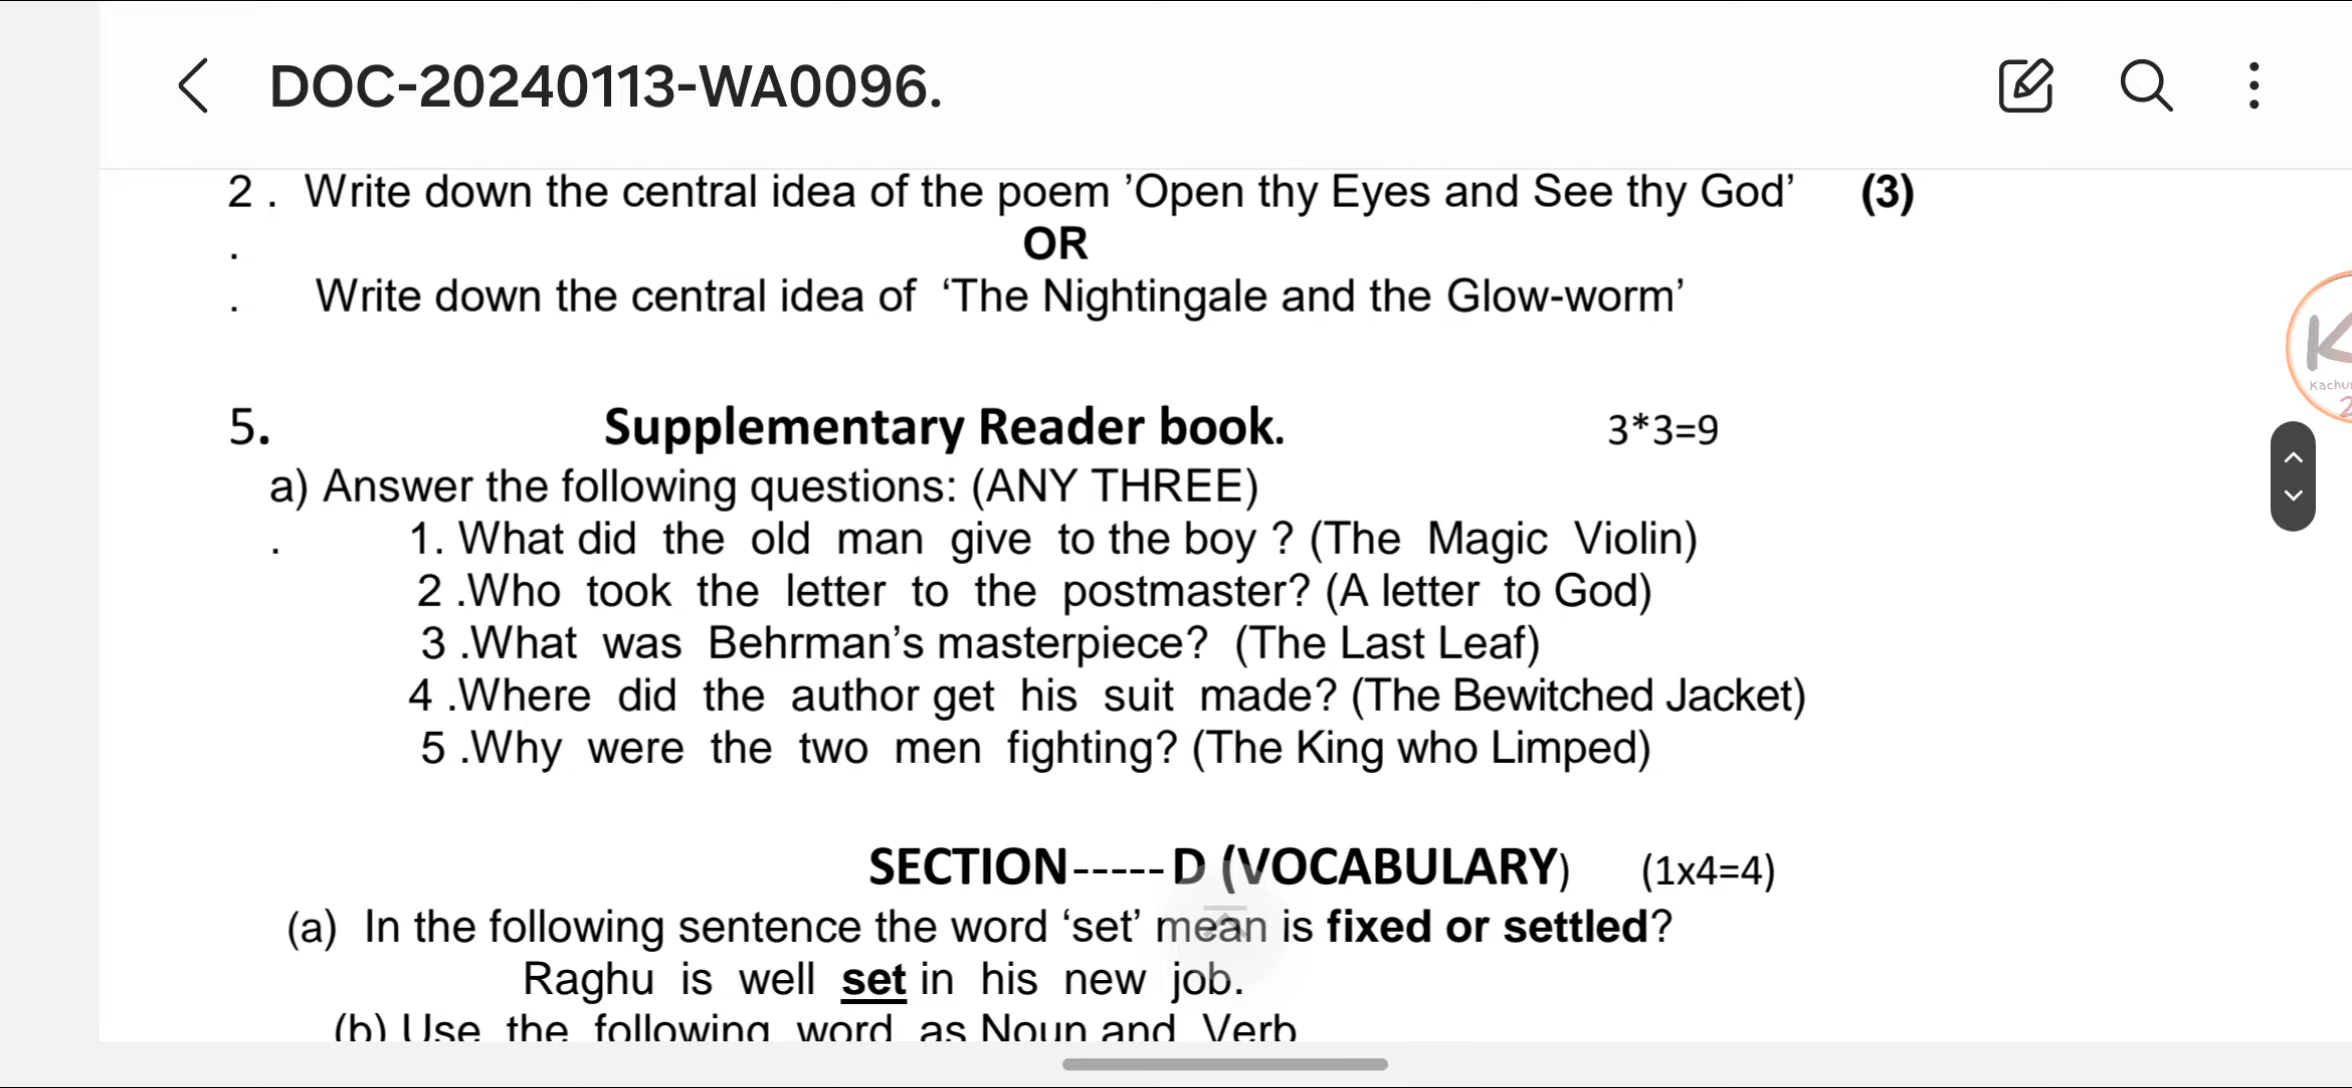 DOC-20240113-WA0096.
2 . Write down the central idea of the poem ’Open thy Eyes and See thy God’ (3)
. OR
. Write down the central idea of ‘The Nightingale and the Glow-worm’
K
5. Supplementary Reader book. 3*3=9
a) Answer the following questions: (ANY THREE)
. 1. What did the old man give to the boy ? (The Magic Violin)
2 .Who took the letter to the postmaster? (A letter to God)
3 .What was Behrman’s masterpiece? (The Last Leaf)
4 .Where did the author get his suit made? (The Bewitched Jacket)
5 .Why were the two men fighting? (The King who Limped)
SECTION-----D (VOCABULARY) (1x4=4)
(a) In the following sentence the word ‘set’ mean is fixed or settled?
Raghu is well set in his new job.
(b) Use the following word as Noun and Verb